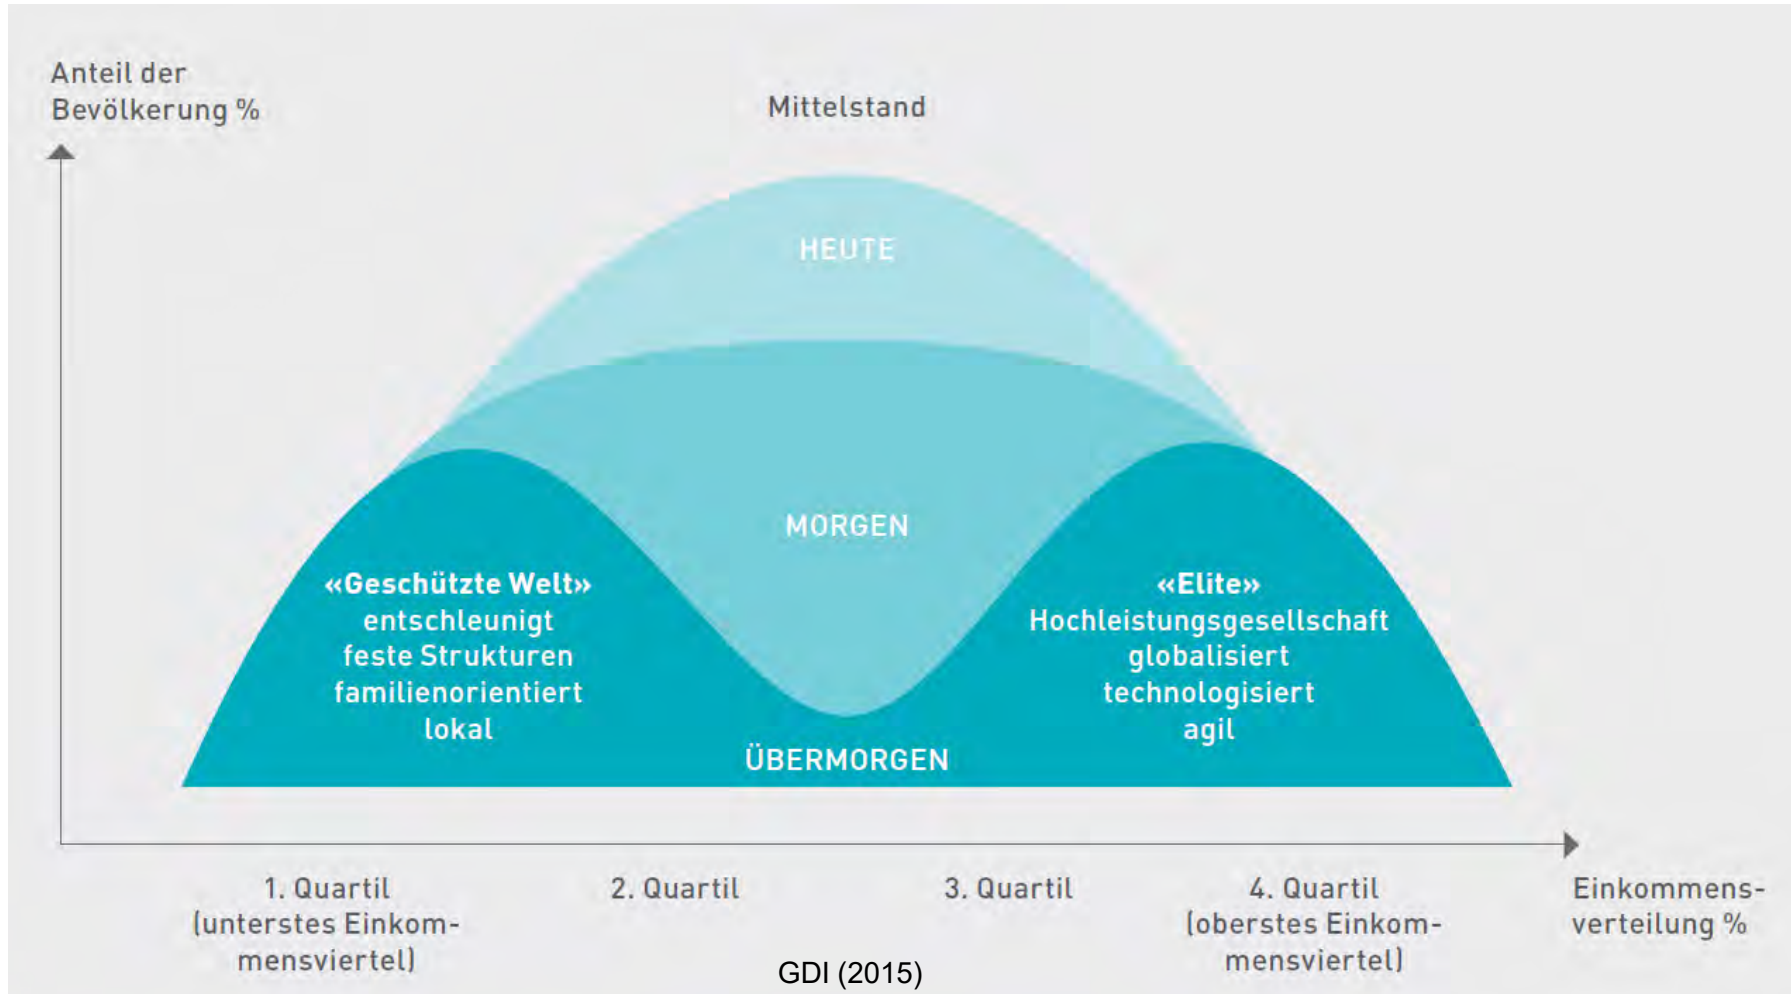 Anteil der
Bevölkerung %
Mittelstand
HEUTE
MORGEN
«Geschützte Welt»
entschleunigt
feste Strukturen
familienorientiert
lokal
«Elite»
Hochleistungsgesellschaft
globalisiert
technologisiert
agil
ÜBERMORGEN
1. Quartil
(unterstes Einkom-
mensviertel)
2. Quartil
3. Quartil
4. Quartil
(oberstes Einkom-
mensviertel)
Einkommens-
verteilung %
GDI (2015)